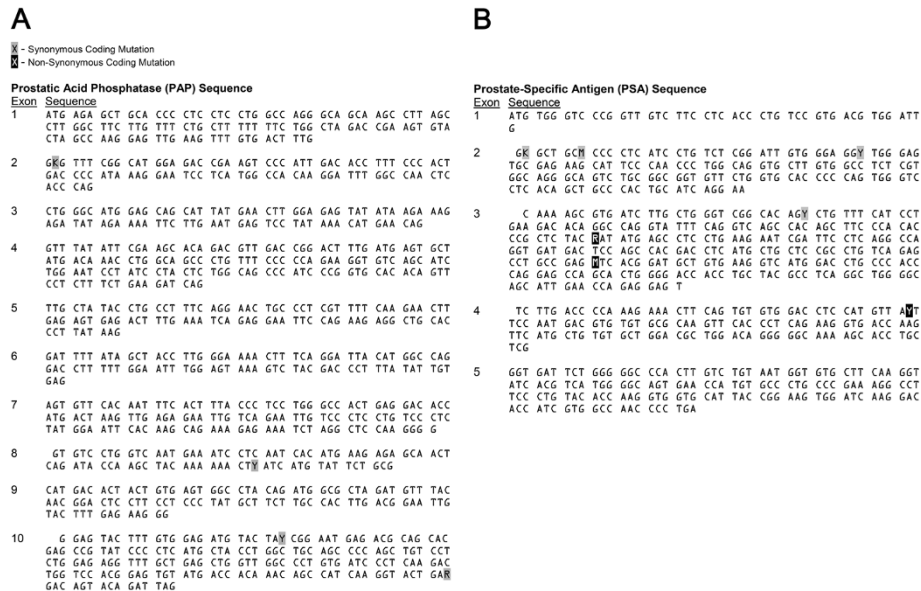 A
X - Synonymous Coding Mutation
X - Non-Synonymous Coding Mutation
Prostatic Acid Phosphatase (PAP) Sequence
Exon Sequence
1 ATG AGA GCT GCA CCC CTC CTC CTG GCC AGG GCA GCA AGC CTT AGC
CTT GGC TTC TTG TTT CTG CTT TTT TTC TGG CTA GAC CGA AGT GTA
CTA GCC AAG GAG TTG AAG TTT GTG ACT TTG
2 GKG TTT CGG CAT GGA GAC CGA AGT CCC ATT GAC ACC TTT CCC ACT
GAC CCC ATA AAG GAA TCC TCA TGG CCA CAA GGA TTT GGC CAA CTC
ACC CAG
3 CTG GGC ATG GAG CAG CAT TAT GAA CTT GGA GAG TAT ATA AGA AAG
AGA TAT AGA AAA TTC TTG AAT GAG TCC TAT AAA CAT GAA CAG
4 GTT TAT ATT CGA AGC ACA GAC GTT GAC CGG ACT TTG ATG AGT GCT
ATG ACA AAC CTG GCA GCC CTG TTT CCC CCA GAA GGT GTC AGC ATC
TGG AAT CCT ATC CTA CTC TGG CAG CCC ATC CCG GTG CAC ACA GTT
CCT CTT TCT GAA GAT CAG
5 TTG CTA TAC CTG CCT TTC AGG AAC TGC CCT CGT TTT CAA GAA CTT
GAG AGT GAG ACT TTG AAA TCA GAG GAA TTC CAG AAG AGG CTG CAC
CCT TAT AAG
6 GAT TTT ATA GCT ACC TTG GGA AAA CTT TCA GGA TTA CAT GGC CAG
GAC CTT TTT GGA ATT TGG AGT AAA GTC TAC GAC CCT TTA TAT TGT
GAG
7 AGT GTT CAC AAT TTC ACT TTA CCC TCC TGG GCC ACT GAG GAC ACC
ATG ACT AAG TTG AGA GAA TTG TCA GAA TTG TCC CTC CTG TCC CTC
TAT GGA ATT CAC AAG CAG AAA GAG AAA TCT AGG CTC CAA GGG G
8 GT GTC CTG GTC AAT GAA ATC CTC AAT CAC ATG AAG AGA GCA ACT
CAG ATA CCA AGC TAC AAA AAA CTY ATC ATG TAT TCT GCG
9 CAT GAC ACT ACT GTG AGT GGC CTA CAG ATG GCG CTA GAT GTT TAC
AAC GGA CTC CTT CCT CCC TAT GCT TCT TGC CAC TTG ACG GAA TTG
TAC TTT GAG AAG GG
10 G GAG TAC TTT GTG GAG ATG TAC TAY CGG AAT GAG ACG CAG CAC
GAG CCG TAT CCC CTC ATG CTA CCT GGC TGC AGC CCC AGC TGT CCT
CTG GAG AGG TTT GCT GAG CTG GTT GGC CCT GTG ATC CCT CAA GAC
TGG TCC ACG GAG TGT ATG ACC ACA AAC AGC CAT CAA GGT ACT GAR
GAC AGT ACA GAT TAG
B
Prostate-Specific Antigen (PSA) Sequence
Exon Sequence
1 ATG TGG GTC CCG GTT GTC TTC CTC ACC CTG TCC GTG ACG TGG ATT
G
2 GK GCT GCM CCC CTC ATC CTG TCT CGG ATT GTG GGA GGY TGG GAG
TGC GAG AAG CAT TCC CAA CCC TGG CAG GTG CTT GTG GCC TCT CGT
GGC AGG GCA GTC TGC GGC GGT GTT CTG GTG CAC CCC CAG TGG GTC
CTC ACA GCT GCC CAC TGC ATC AGG AA
3 C AAA AGC GTG ATC TTG CTG GGT CGG CAC AGY CTG TTT CAT CCT
GAA GAC ACA GGC CAG GTA TTT CAG GTC AGC CAC AGC TTC CCA CAC
CCG CTC TAC RAT ATG AGC CTC CTG AAG AAT CGA TTC CTC AGG CCA
GGT GAT GAC TCC AGC CAC GAC CTC ATG CTG CTC CGC CTG TCA GAG
CCT GCC GAG MTC ACG GAT GCT GTG AAG GTC ATG GAC CTG CCC ACC
CAG GAG CCA GCA CTG GGG ACC ACC TGC TAC GCC TCA GGC TGG GGC
AGC ATT GAA CCA GAG GAG T
4 TC TTG ACC CCA AAG AAA CTT CAG TGT GTG GAC CTC CAT GTT AYT
TCC AAT GAC GTG TGT GCG CAA GTT CAC CCT CAG AAG GTG ACC AAG
TTC ATG CTG TGT GCT GGA CGC TGG ACA GGG GGC AAA AGC ACC TGC
TCG
5 GGT GAT TCT GGG GGC CCA CTT GTC TGT AAT GGT GTG CTT CAA GGT
ATC ACG TCA TGG GGC AGT GAA CCA TGT GCC CTG CCC GAA AGG CCT
TCC CTG TAC ACC AAG GTG GTG CAT TAC CGG AAG TGG ATC AAG GAC
ACC ATC GTG GCC AAC CCC TGA